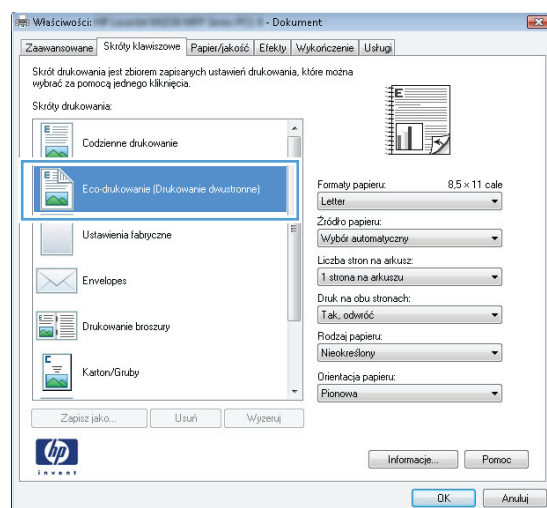 Właściwości: - Dokument
Zaawansowane Skróty klawiszowe Papier/jakość Efekty Wykończenie Usługi
Skrót drukowania jest zbiorem zapisanych ustawień drukowania, które można
wybrać za pomocą jednego kliknięcia.
Skróty drukowania:
Codzienne drukowanie
Eco-drukowanie (Drukowanie dwustronne)
Ustawienia fabryczne
Envelopes
Drukowanie broszury
Karton/Gruby
Zapisz jako... Usuń Wyzeruj
Formaty papieru: 8,5 × 11 cale
Letter
Źródło papieru:
Wybór automatyczny
Liczba stron na arkusz:
1 strona na arkuszu
Druk na obu stronach:
Tak, odwróć
Rodzaj papieru:
Nieokreślony
Orientacja papieru:
Pionowa
hp
invent
Informacje... Pomoc
OK Anuluj